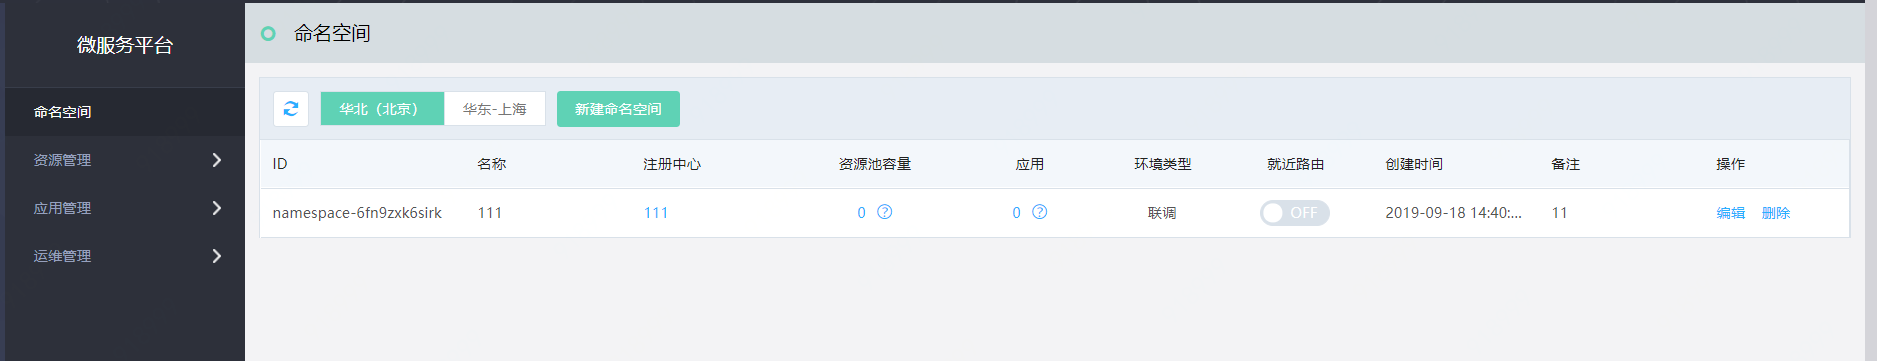 微服务平台
命名空间
资源管理
应用管理
运维管理
命名空间
华北（北京） 华东-上海 新建命名空间
ID 名称 注册中心 资源池容量 应用 环境类型 就近路由 创建时间 备注 操作
namespace-6fn9zxk6sirk 111 111 0 ? 0 ? 联调 OFF 2019-09-18 14:40:... 11 编辑 删除